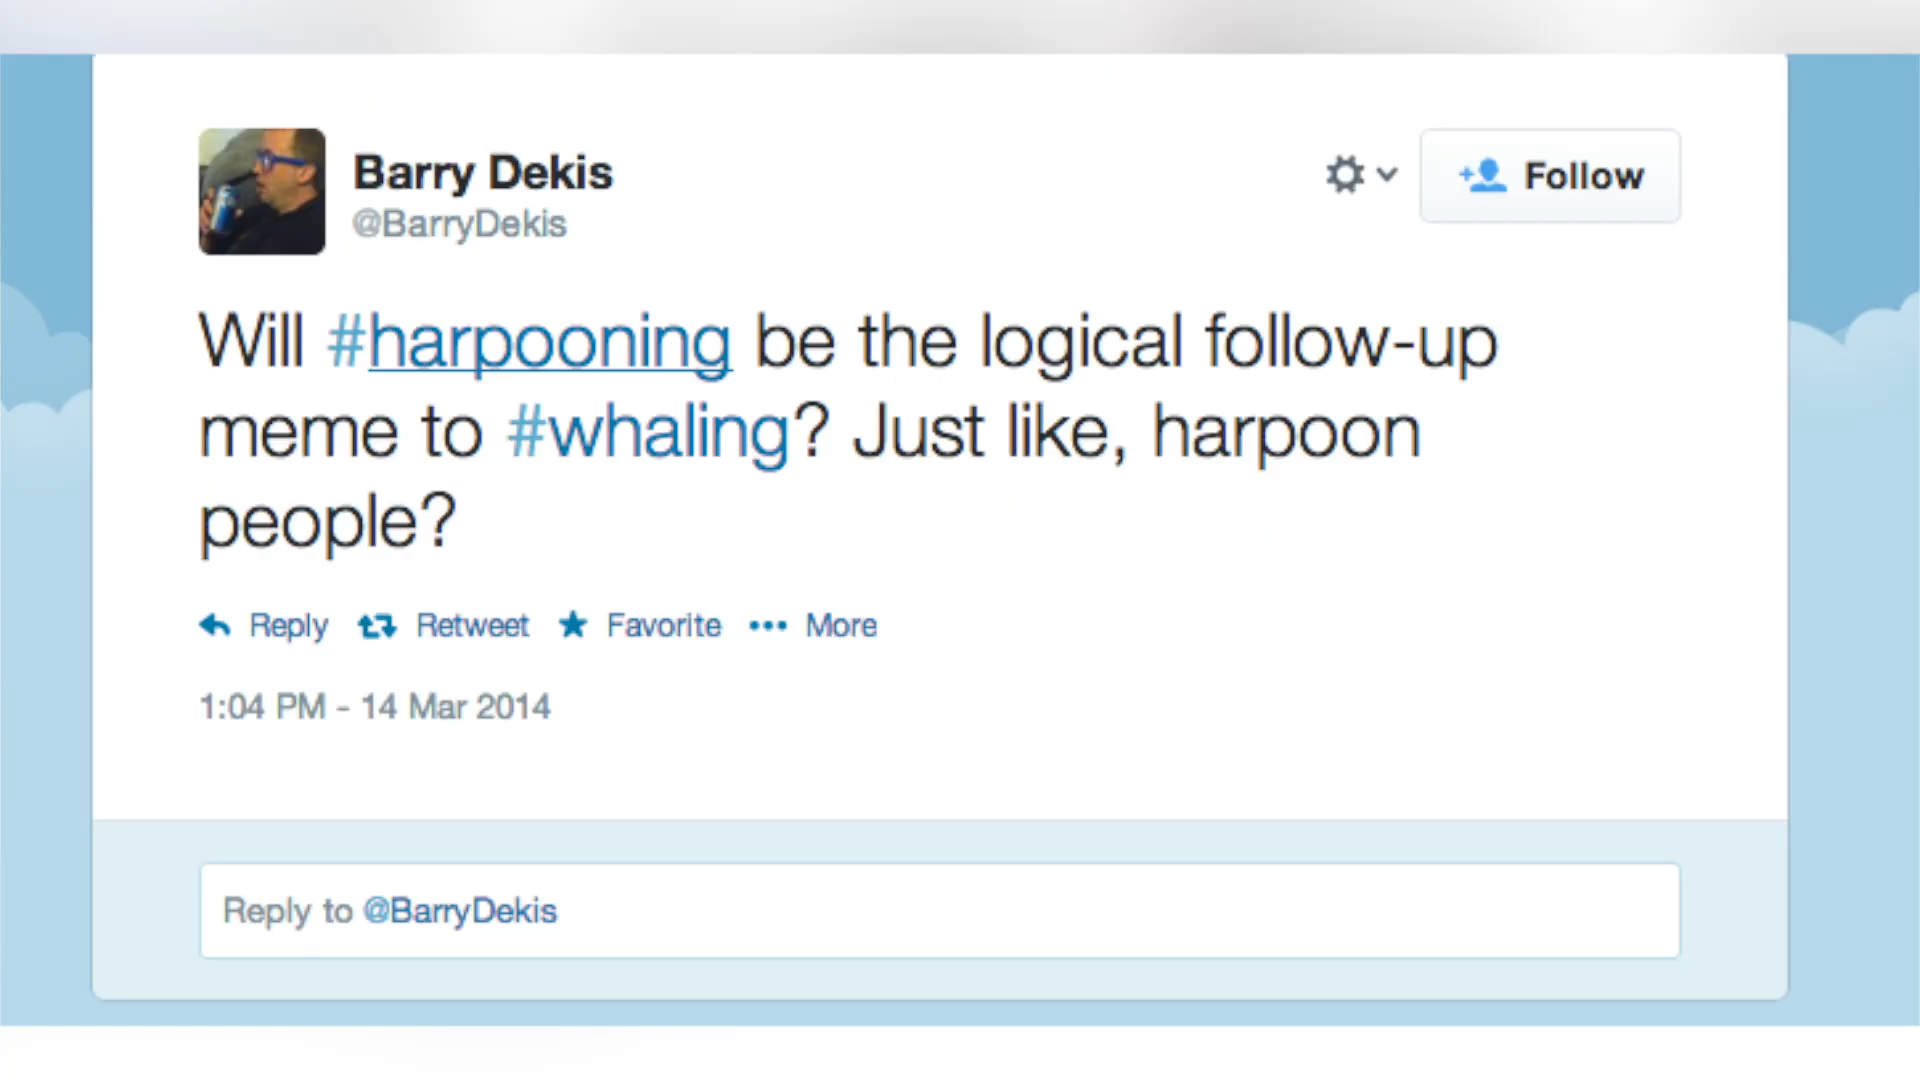 Barry Dekis
@BarryDekis
Follow
Will #harpooning be the logical follow-up
meme to #whaling? Just like, harpoon
people?
Reply Retweet Favorite ••• More
1:04 PM - 14 Mar 2014
Reply to @BarryDekis